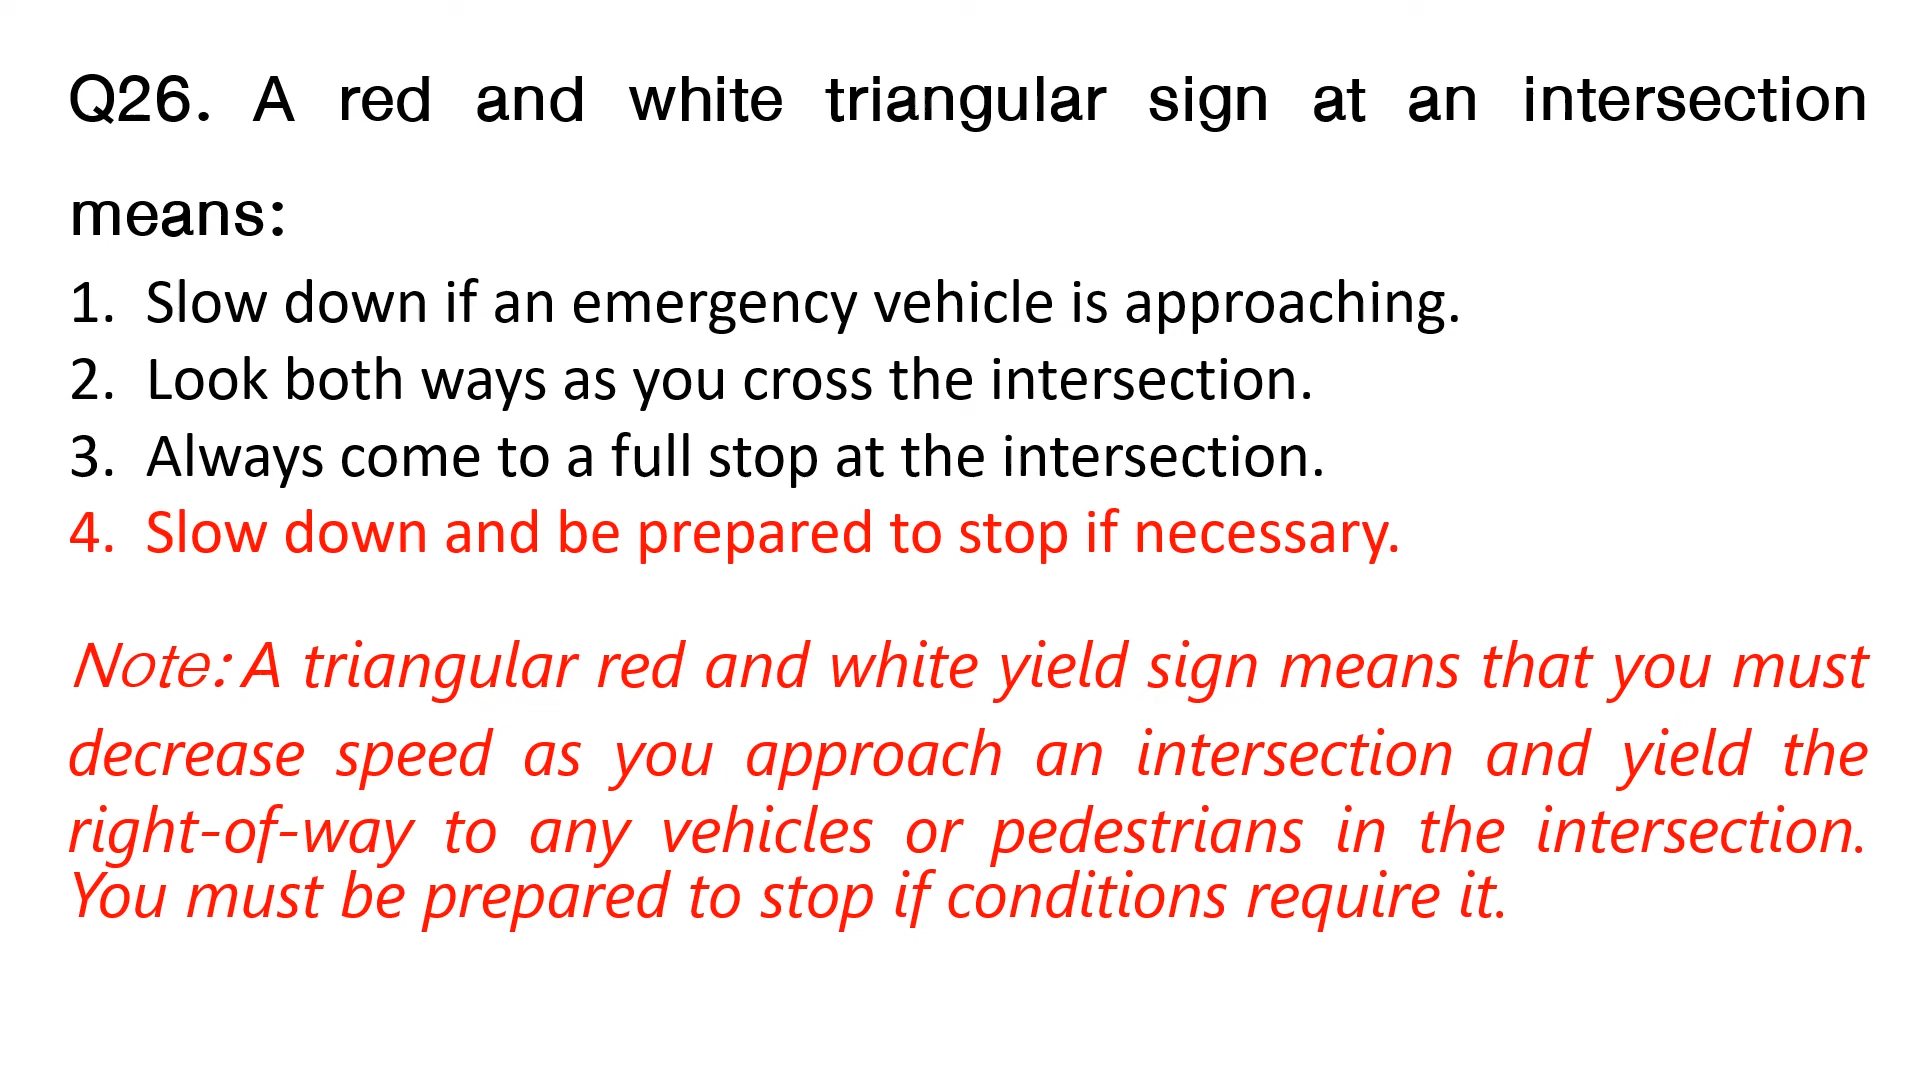 Q26. A red and white triangular sign at an intersection
means:
1. Slow down if an emergency vehicle is approaching.
2. Look both ways as you cross the intersection.
3. Always come to a full stop at the intersection.
4. Slow down and be prepared to stop if necessary.
Note: A triangular red and white yield sign means that you must
decrease speed as you approach an intersection and yield the
right-of-way to any vehicles or pedestrians in the intersection.
You must be prepared to stop if conditions require it.